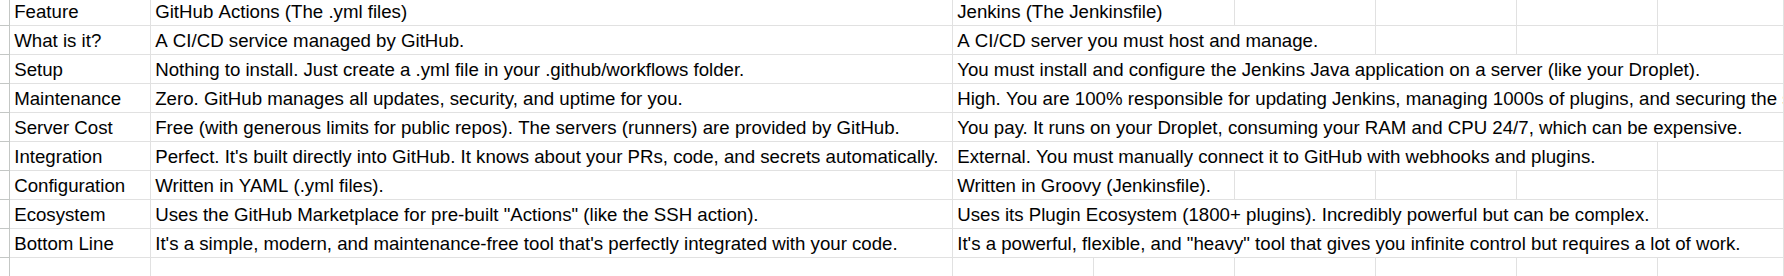 Feature GitHub Actions (The .yml files) Jenkins (The Jenkinsfile)
What is it? A CI/CD service managed by GitHub. A CI/CD server you must host and manage.
Setup Nothing to install. Just create a .yml file in your .github/workflows folder. You must install and configure the Jenkins Java application on a server (like your Droplet).
Maintenance Zero. GitHub manages all updates, security, and uptime for you. High. You are 100% responsible for updating Jenkins, managing 1000s of plugins, and securing the
Server Cost Free (with generous limits for public repos). The servers (runners) are provided by GitHub. You pay. It runs on your Droplet, consuming your RAM and CPU 24/7, which can be expensive.
Integration Perfect. It's built directly into GitHub. It knows about your PRs, code, and secrets automatically. External. You must manually connect it to GitHub with webhooks and plugins.
Configuration Written in YAML (.yml files). Written in Groovy (Jenkinsfile).
Ecosystem Uses the GitHub Marketplace for pre-built "Actions" (like the SSH action). Uses its Plugin Ecosystem (1800+ plugins). Incredibly powerful but can be complex.
Bottom Line It's a simple, modern, and maintenance-free tool that's perfectly integrated with your code. It's a powerful, flexible, and "heavy" tool that gives you infinite control but requires a lot of work.